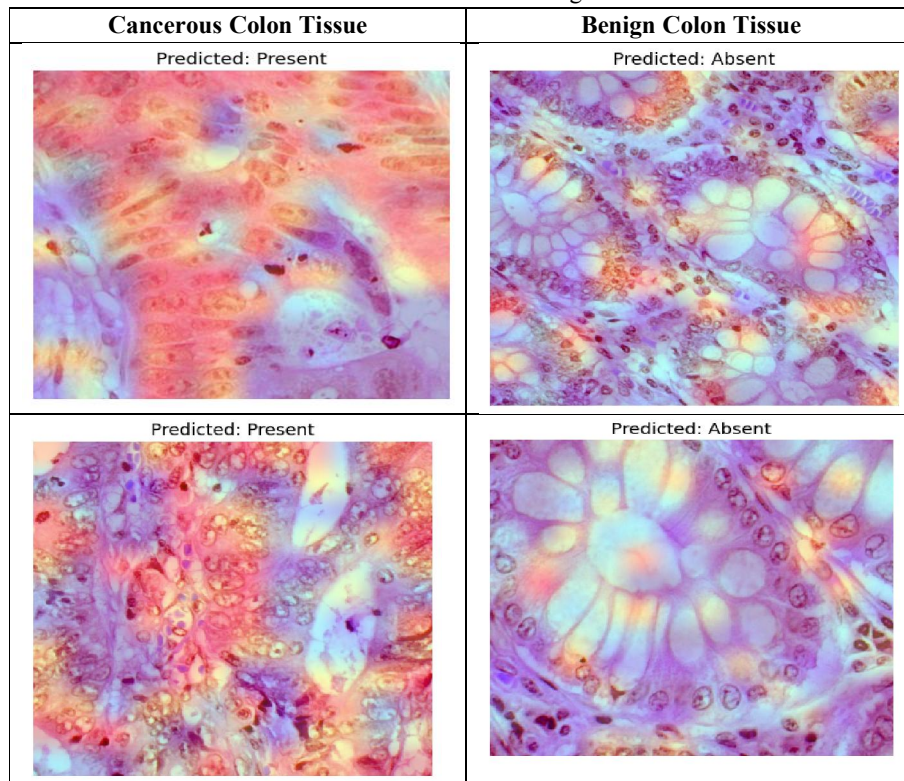 Cancerous Colon Tissue
Benign Colon Tissue
Predicted: Present
Predicted: Absent
Predicted: Present
Predicted: Absent